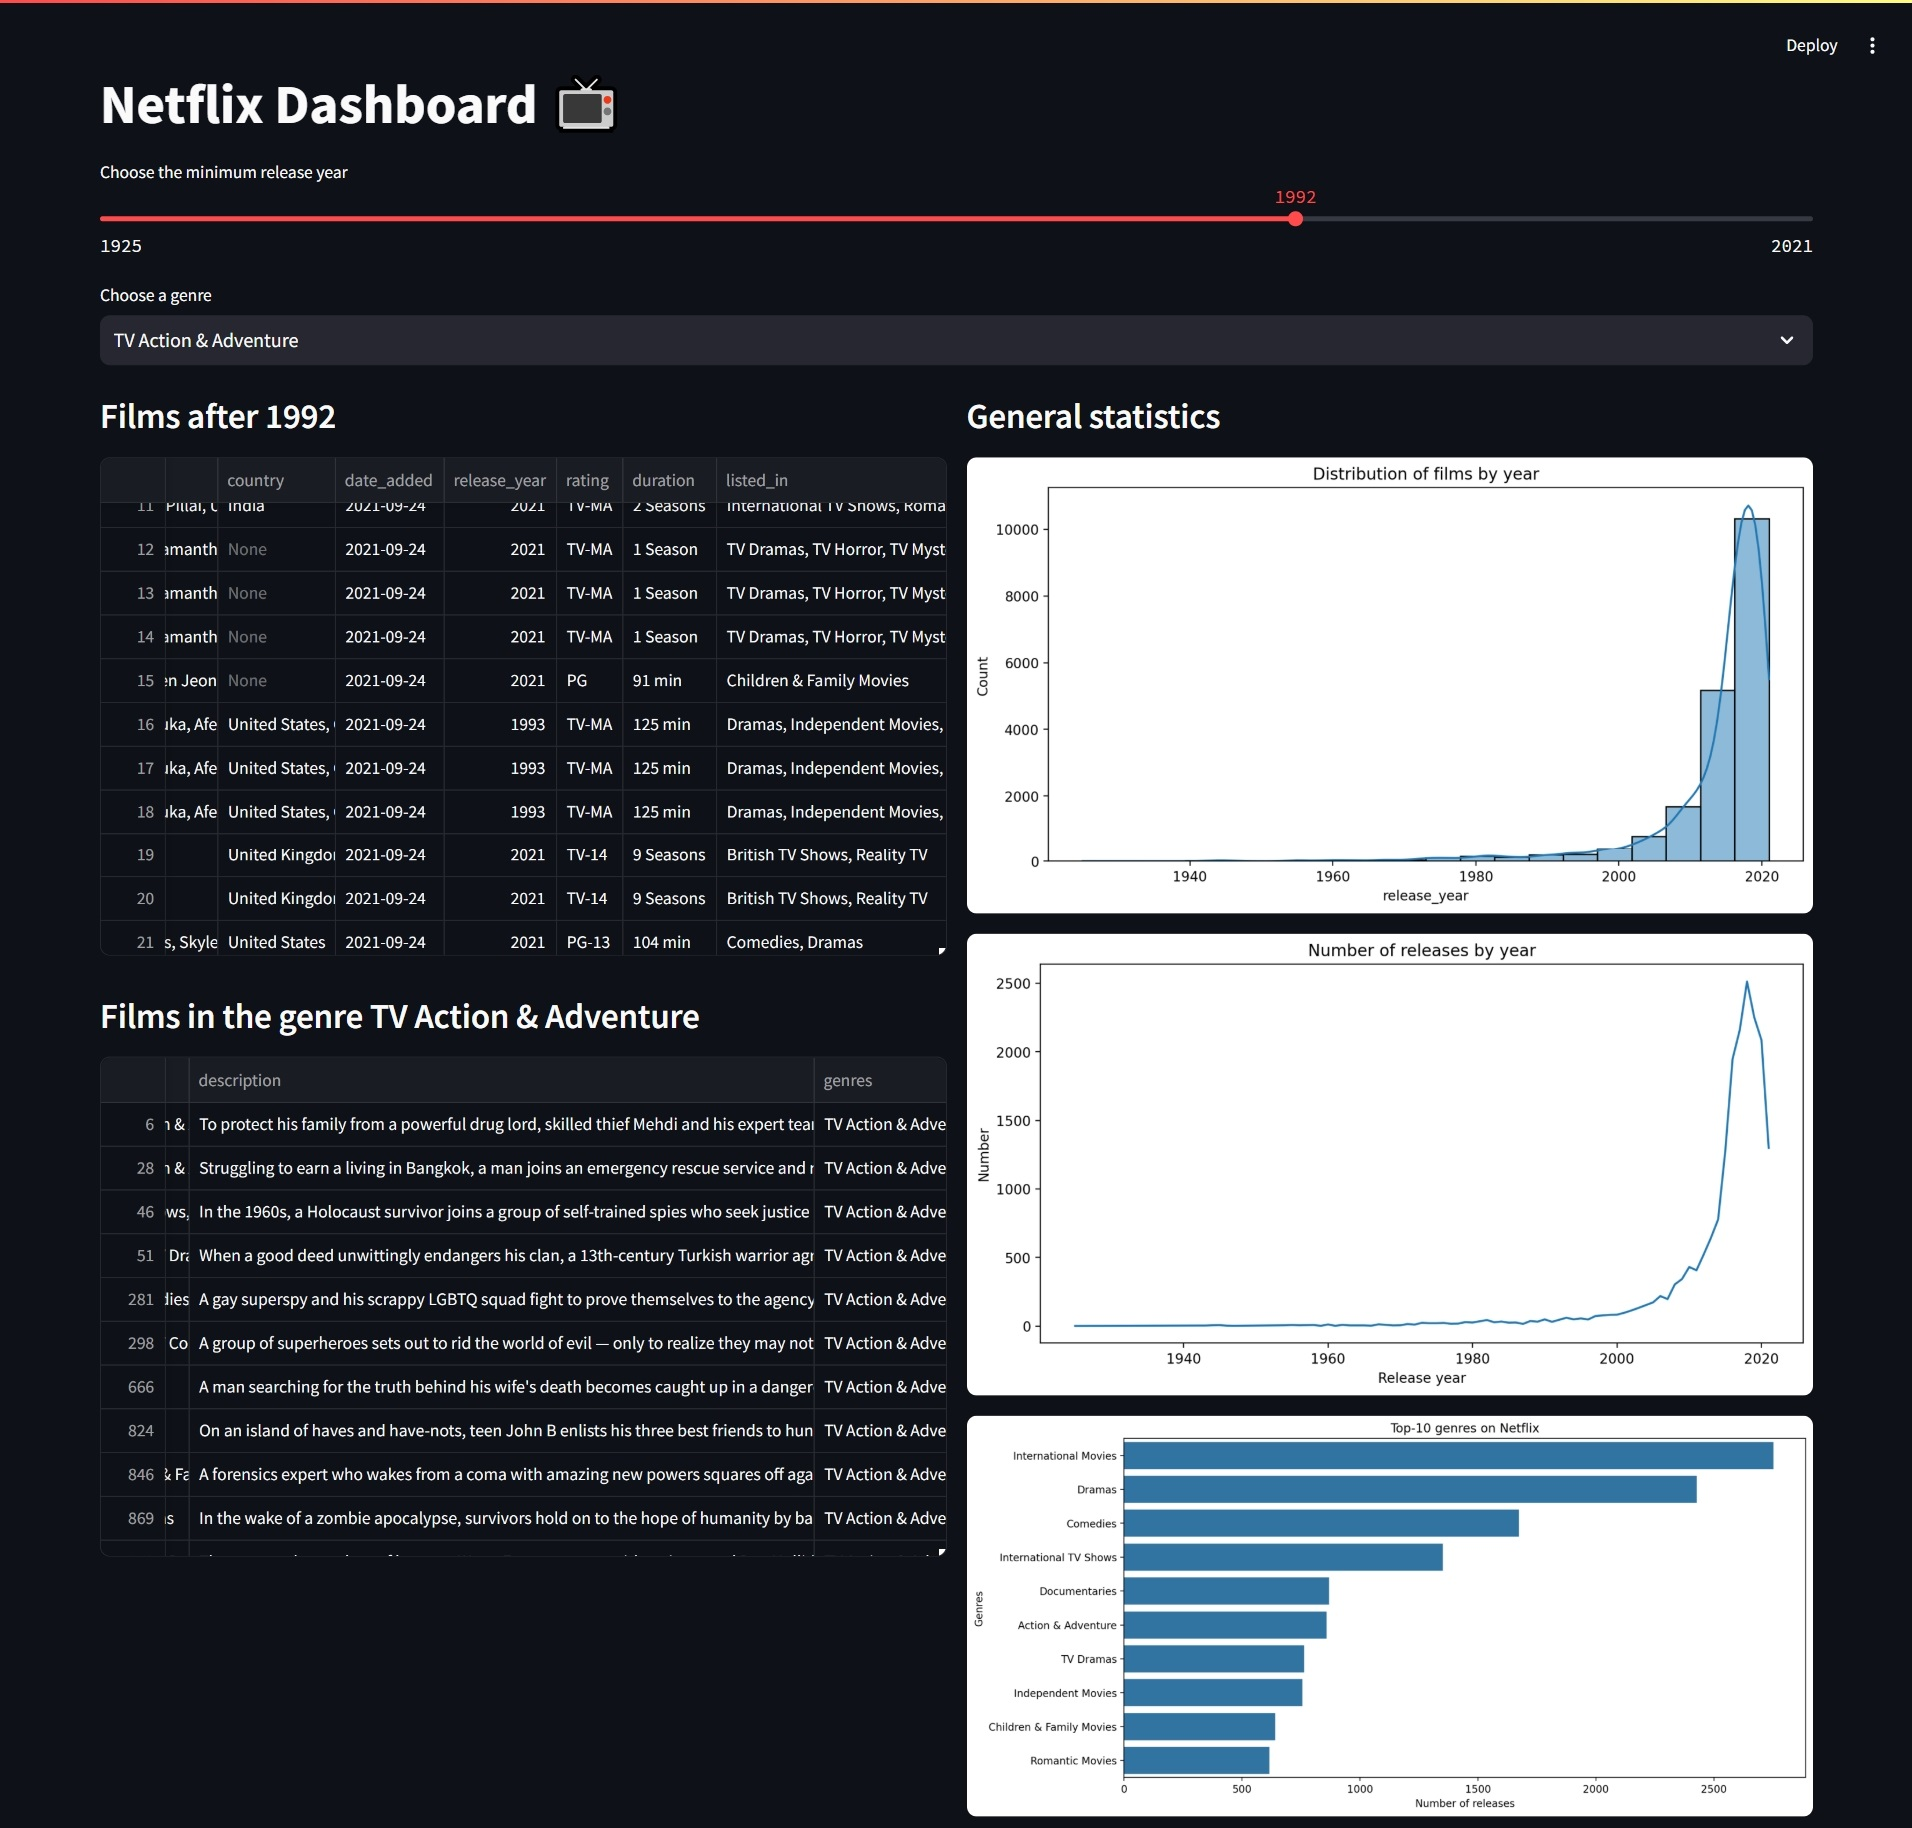 Deploy
Netflix Dashboard
Choose the minimum release year
1992
1925 2021
Choose a genre
TV Action & Adventure
Films after 1992
country date_added release_year rating duration listed_in
11 Pillai, India 2021-09-24 2021 TV-MA 2 Seasons International TV Shows, Roma
12 amanth None 2021-09-24 2021 TV-MA 1 Season TV Dramas, TV Horror, TV Myst
13 amanth None 2021-09-24 2021 TV-MA 1 Season TV Dramas, TV Horror, TV Myst
14 amanth None 2021-09-24 2021 TV-MA 1 Season TV Dramas, TV Horror, TV Myst
15 en Jeon None 2021-09-24 2021 PG 91 min Children & Family Movies
16 uka, Afe United States, 2021-09-24 1993 TV-MA 125 min Dramas, Independent Movies,
17 uka, Afe United States, 2021-09-24 1993 TV-MA 125 min Dramas, Independent Movies,
18 uka, Afe United States, 2021-09-24 1993 TV-MA 125 min Dramas, Independent Movies,
19 United Kingdo 2021-09-24 2021 TV-14 9 Seasons British TV Shows, Reality TV
20 United Kingdo 2021-09-24 2021 TV-14 9 Seasons British TV Shows, Reality TV
21 s, Skyle United States 2021-09-24 2021 PG-13 104 min Comedies, Dramas
Films in the genre TV Action & Adventure
description genres
6 n & To protect his family from a powerful drug lord, skilled thief Mehdi and his expert tea TV Action & Adve
28 n & Struggling to earn a living in Bangkok, a man joins an emergency rescue service and TV Action & Adve
46 ws, In the 1960s, a Holocaust survivor joins a group of self-trained spies who seek justice TV Action & Adve
51 Dra When a good deed unwittingly endangers his clan, a 13th-century Turkish warrior agr TV Action & Adve
281 dies A gay superspy and his scrappy LGBTQ squad fight to prove themselves to the agency TV Action & Adve
298 Co A group of superheroes sets out to rid the world of evil — only to realize they may not TV Action & Adve
666 A man searching for the truth behind his wife's death becomes caught up in a danger TV Action & Adve
824 On an island of haves and have-nots, teen John B enlists his three best friends to hun TV Action & Adve
846 & Fa A forensics expert who wakes from a coma with amazing new powers squares off aga TV Action & Adve
869 s In the wake of a zombie apocalypse, survivors hold on to the hope of humanity by ba TV Action & Adve
General statistics
Distribution of films by year
10000
8000
6000
4000
2000
0
Count
1940 1960 1980 2000 2020
release_year
Number of releases by year
2500
2000
1500
1000
500
0
Number
1940 1960 1980 2000 2020
Release year
Top-10 genres on Netflix
International Movies
Dramas
Comedies
International TV Shows
Documentaries
Action & Adventure
TV Dramas
Independent Movies
Children & Family Movies
Romantic Movies
Genres
0 500 1000 1500 2000 2500
Number of releases